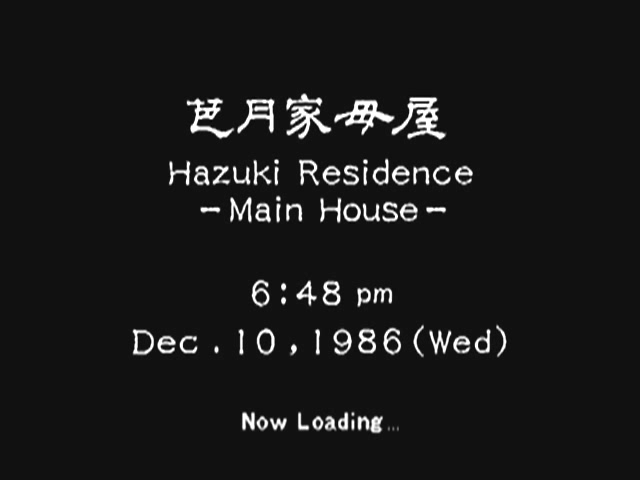 芭月家母屋
Hazuki Residence
-Main House-
6:48 pm
Dec.10,1986(Wed)
Now Loading...